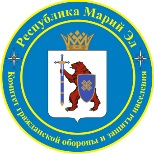 Республика Марий Эл
Комитет гражданской обороны и защиты населения